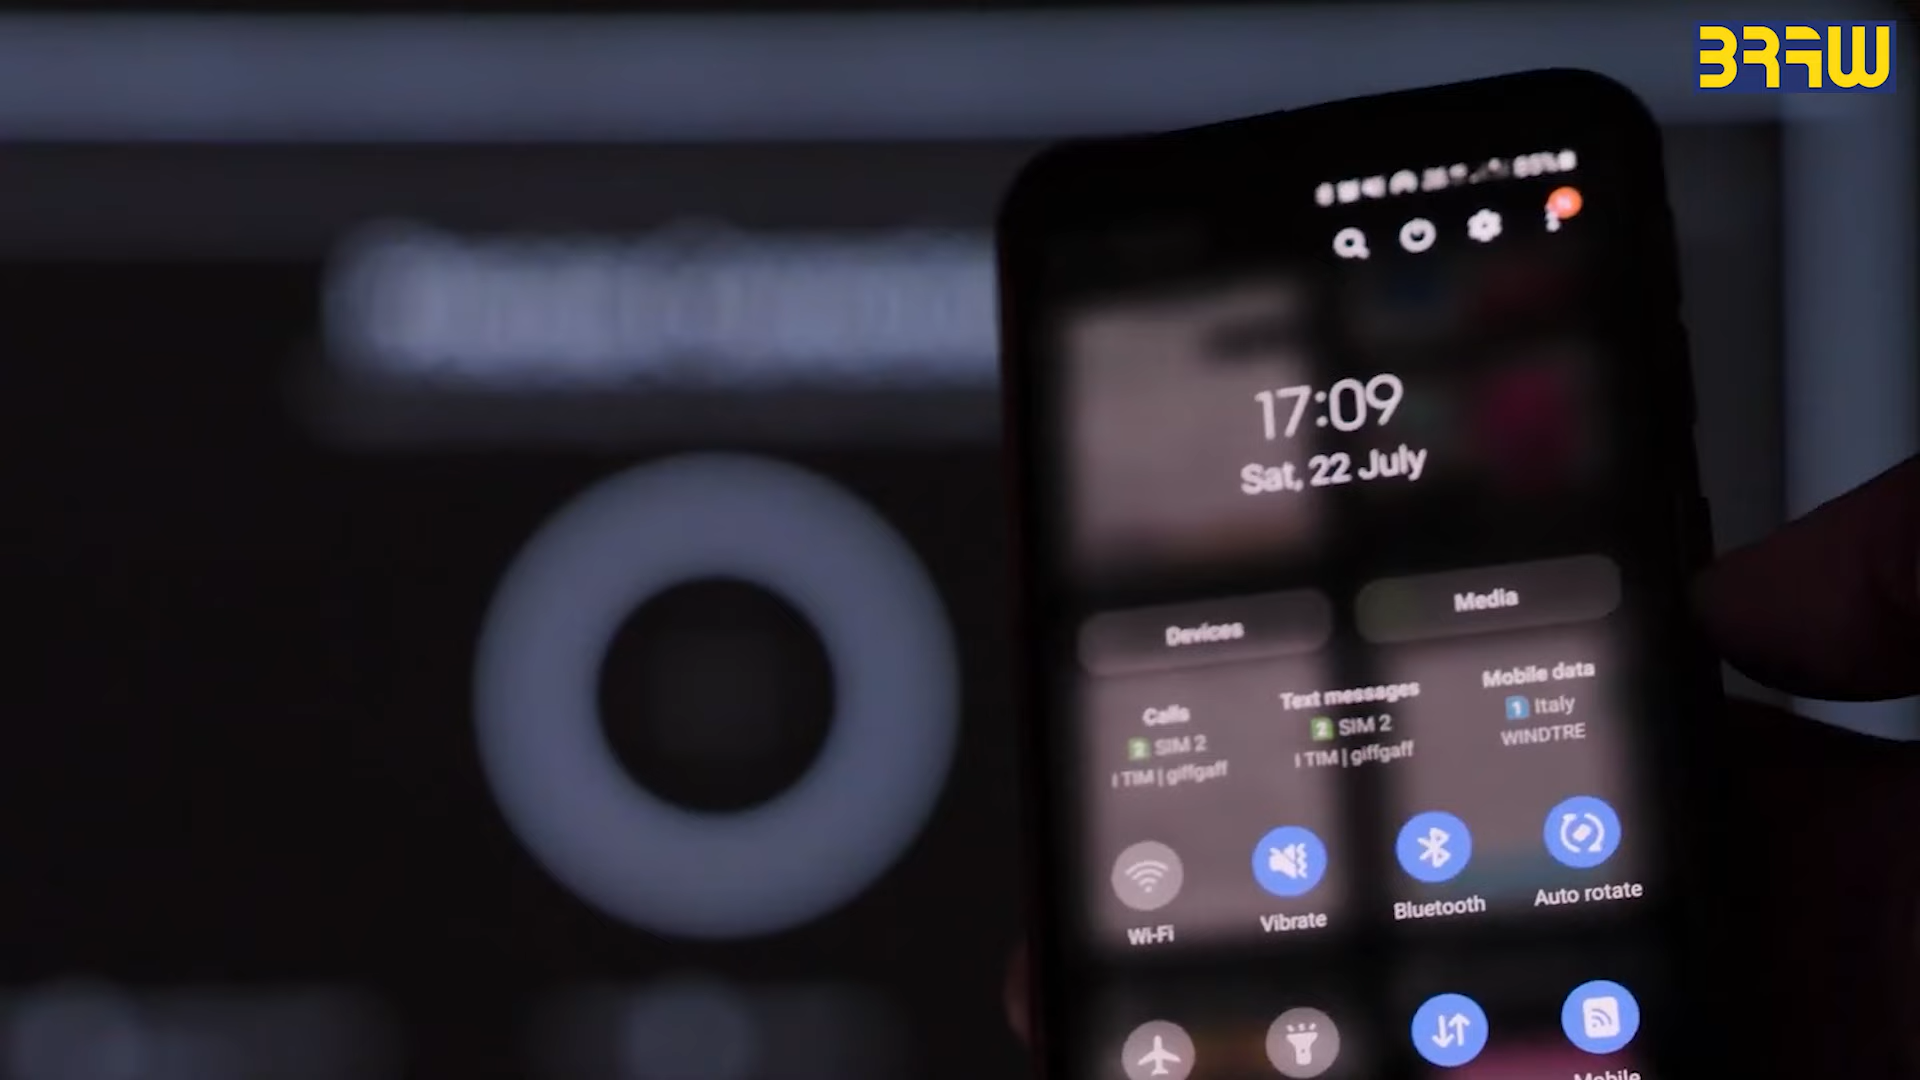 BRAW
17:09
Sat, 22 July
Devices
Media
Calls
2 SIM 2
I TIM | giffgaff
Text messages
2 SIM 2
I TIM | giffgaff
Mobile data
1 Italy
WINDTRE
Wi-Fi
Vibrate
Bluetooth
Auto rotate
Mobile